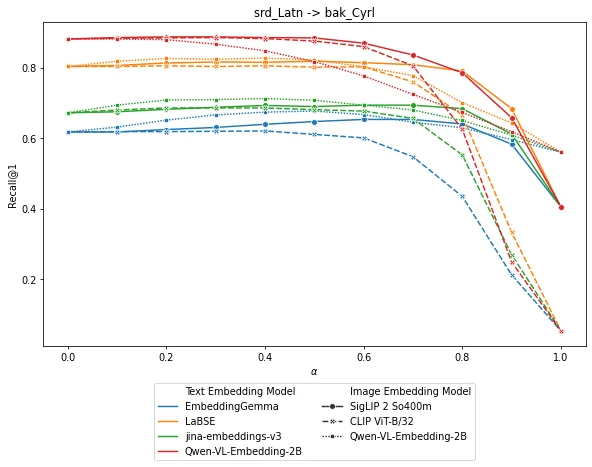 srd_Latn -> bak_Cyrl
Recall@1
0.8
0.6
0.4
0.2
0.0 0.2 0.4 0.6 0.8 1.0
α
Text Embedding Model
EmbeddingGemma
LaBSE
jina-embeddings-v3
Qwen-VL-Embedding-2B
Image Embedding Model
SigLIP 2 So400m
CLIP ViT-B/32
Qwen-VL-Embedding-2B